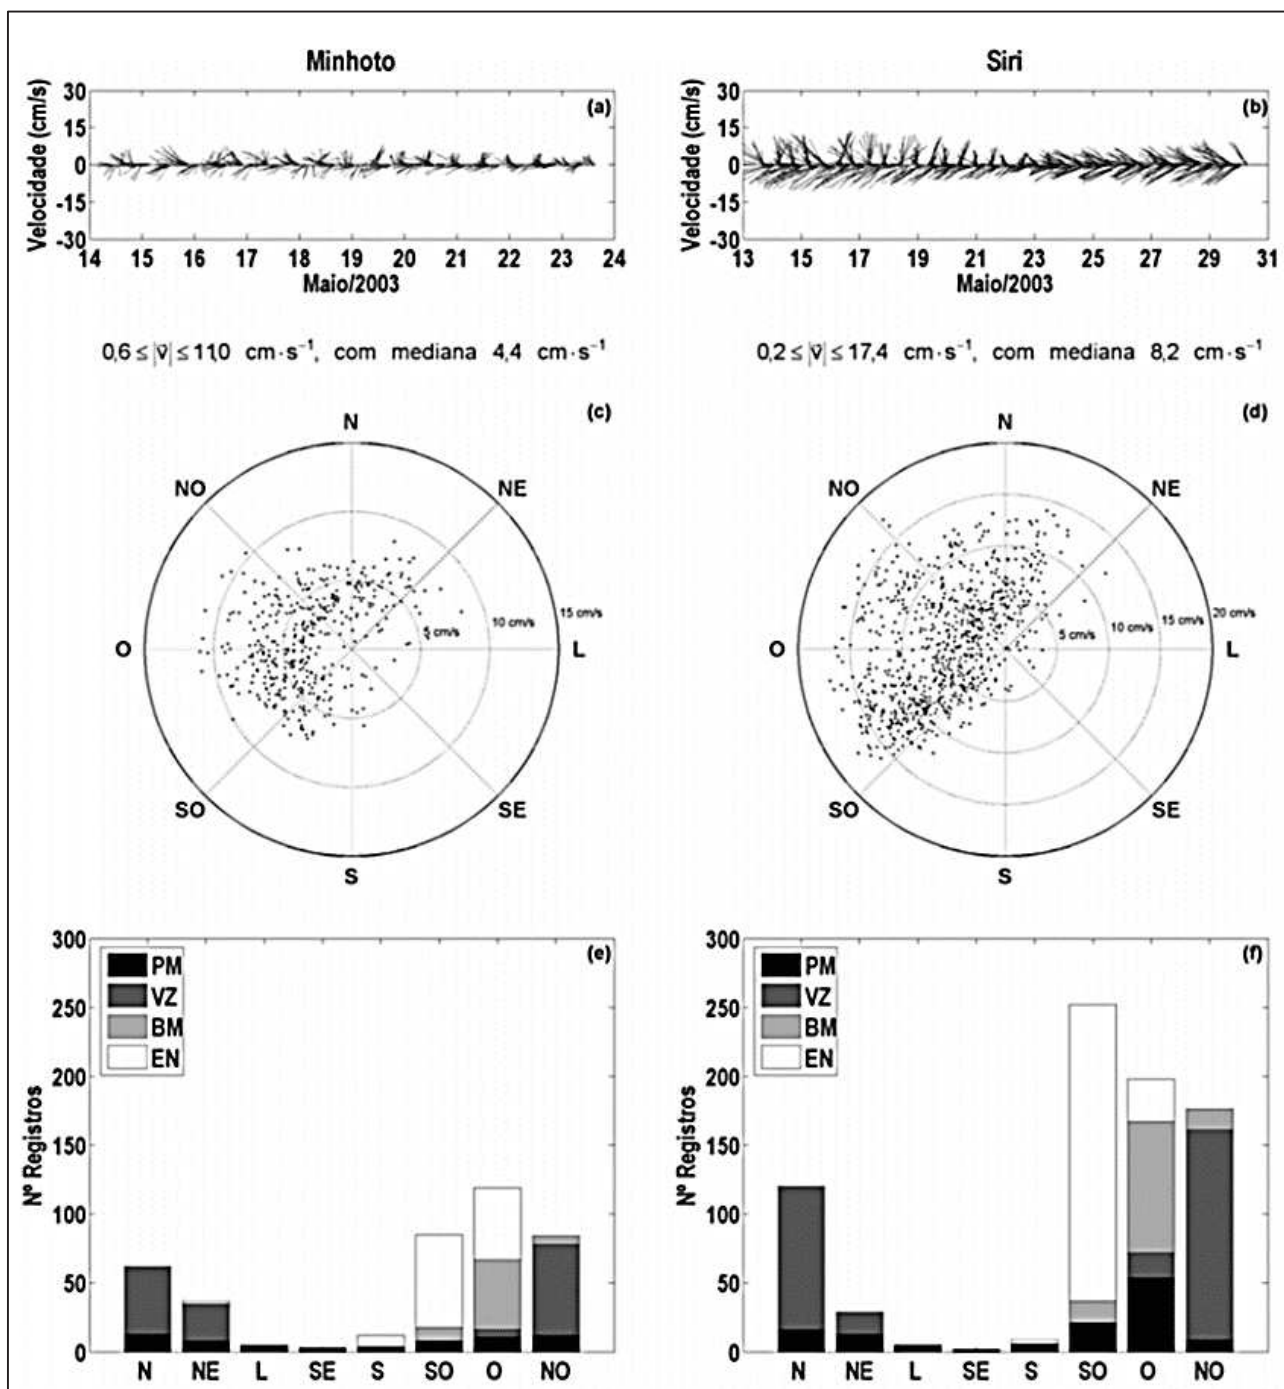 Minhoto
Siri
Velocidade (cm/s)
30
15
0
-15
-30
(a)
14 15 16 17 18 19 20 21 22 23 24
Maio/2003
Velocidade (cm/s)
30
15
0
-15
-30
(b)
13 15 17 19 21 23 25 27 29 31
Maio/2003
0,6 ≤ |v̄| ≤ 11,0 cm·s⁻¹, com mediana 4,4 cm·s⁻¹
0,2 ≤ |v̄| ≤ 17,4 cm·s⁻¹, com mediana 8,2 cm·s⁻¹
(c)
N
NO
NE
5 cm/s
10 cm/s
15 cm/s
O
L
SO
SE
S
(d)
N
NO
NE
5 cm/s
10 cm/s
15 cm/s
20 cm/s
O
L
SO
SE
S
Nº Registros
300
250
200
150
100
50
0
(e)
PM
VZ
BM
EN
N NE L SE S SO O NO
Nº Registros
300
250
200
150
100
50
0
(f)
PM
VZ
BM
EN
N NE L SE S SO O NO